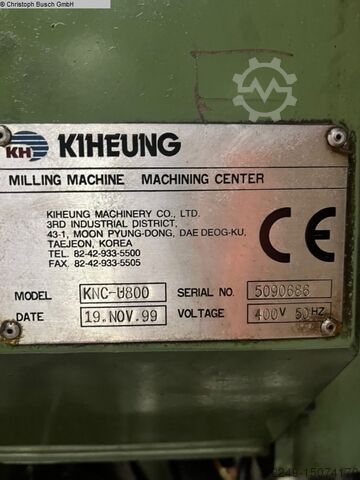 © Christoph Busch GmbH
KH KIHEUNG
MILLING MACHINE MACHINING CENTER
KIHEUNG MACHINERY CO., LTD.
3RD INDUSTRIAL DISTRICT,
43-1, MOON PYUNG-DONG, DAE DEOG-KU,
TAEJEON, KOREA
TEL. 82-42-933-5500
FAX. 82-42-933-5505
CE
MODEL KNC-U800 SERIAL NO. 5090686
DATE 19.NOV.99 VOLTAGE 400V 50HZ